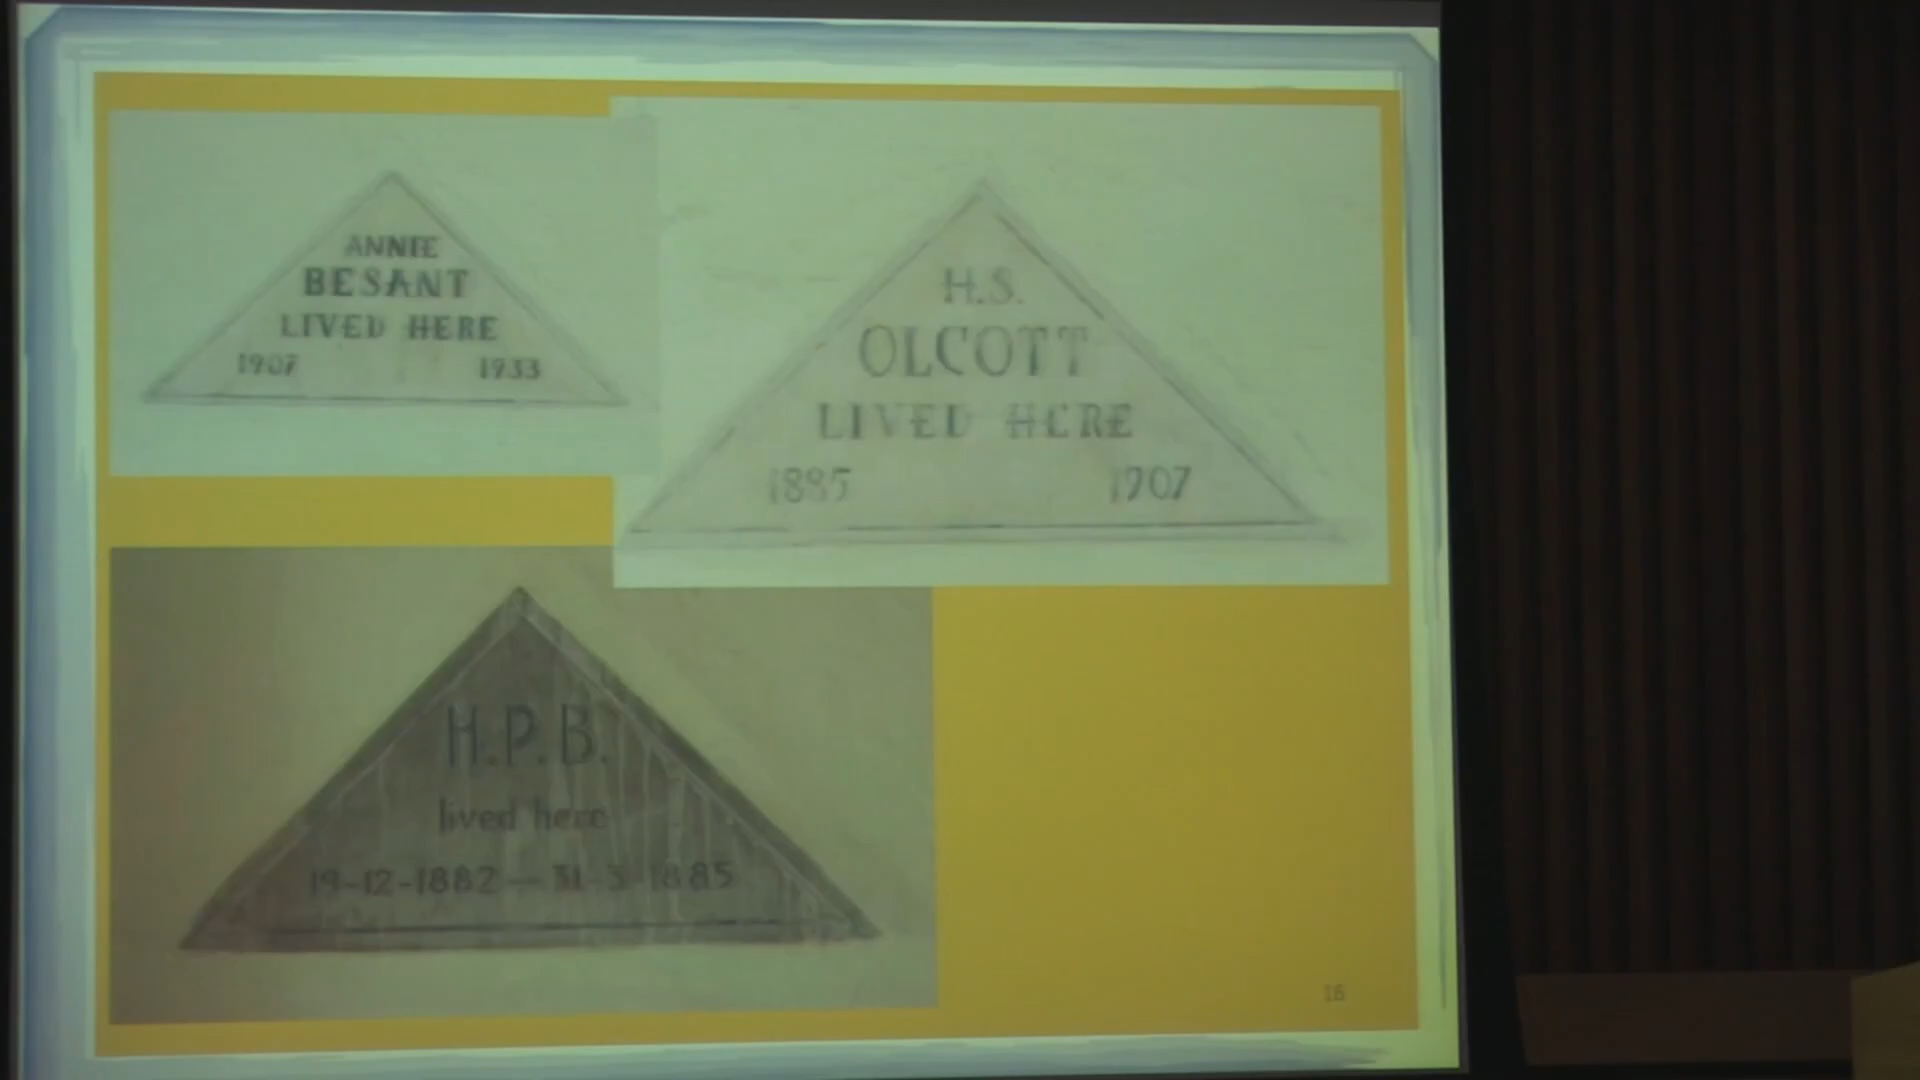 ANNIE
BESANT
LIVED HERE
1907 1933
H.S.
OLCOTT
LIVED HERE
1885 1907
H.P.B.
lived here
19-12-1882 — 31-3-1885
16